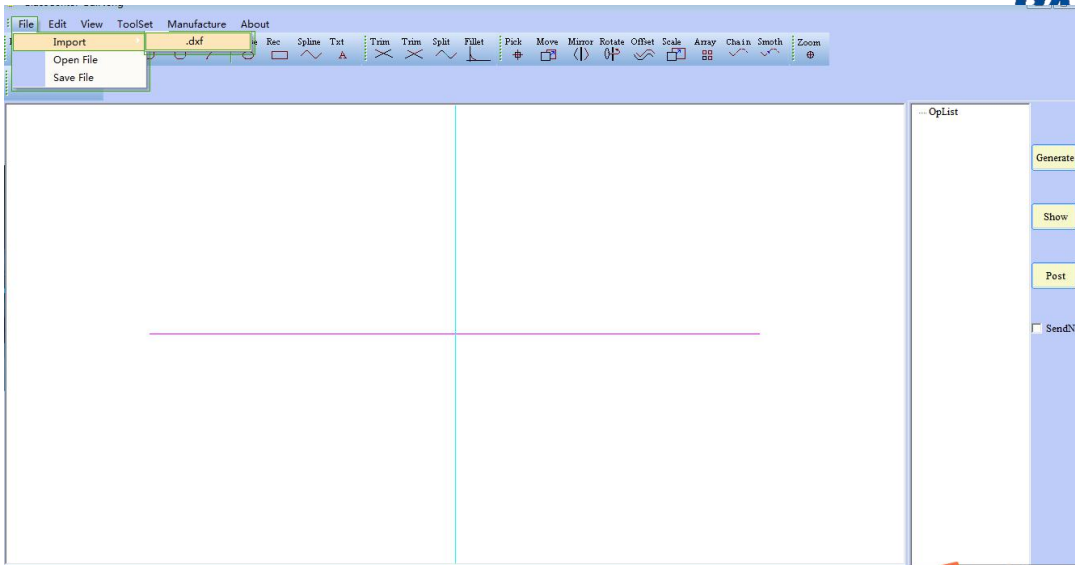 File Edit View ToolSet Manufacture About
Import .dxf
Open File
Save File
Rec Spline Txt Trim Trim Split Fillet Pick Move Mirror Rotate Offset Scale Array Chain Smoth Zoom
A
OpList
Generate
Show
Post
SendN